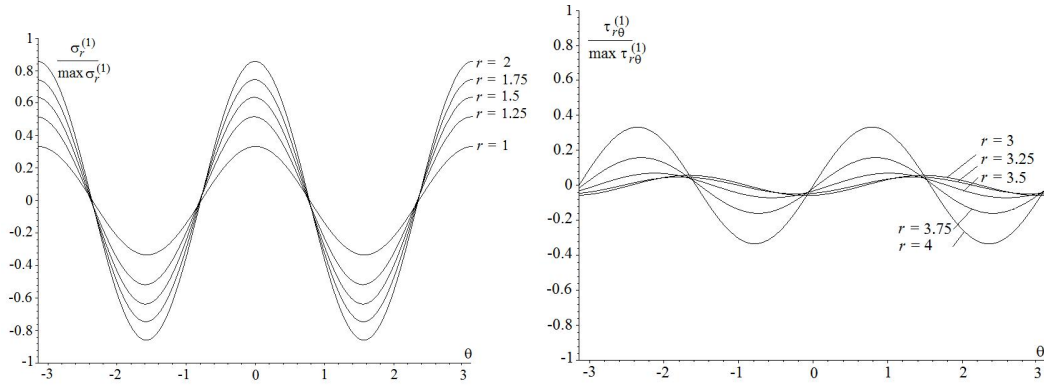 1
σ_r^(1)
max σ_r^(1)
0.8
0.6
0.4
0.2
0
-0.2
-0.4
-0.6
-0.8
-1
-3
-2
-1
0
1
2
3
θ
r = 2
r = 1.75
r = 1.5
r = 1.25
r = 1
1
τ_rθ^(1)
max τ_rθ^(1)
0.8
0.6
0.4
0.2
0
-0.2
-0.4
-0.6
-0.8
-1
-3
-2
-1
0
1
2
3
θ
r = 3
r = 3.25
r = 3.5
r = 3.75
r = 4